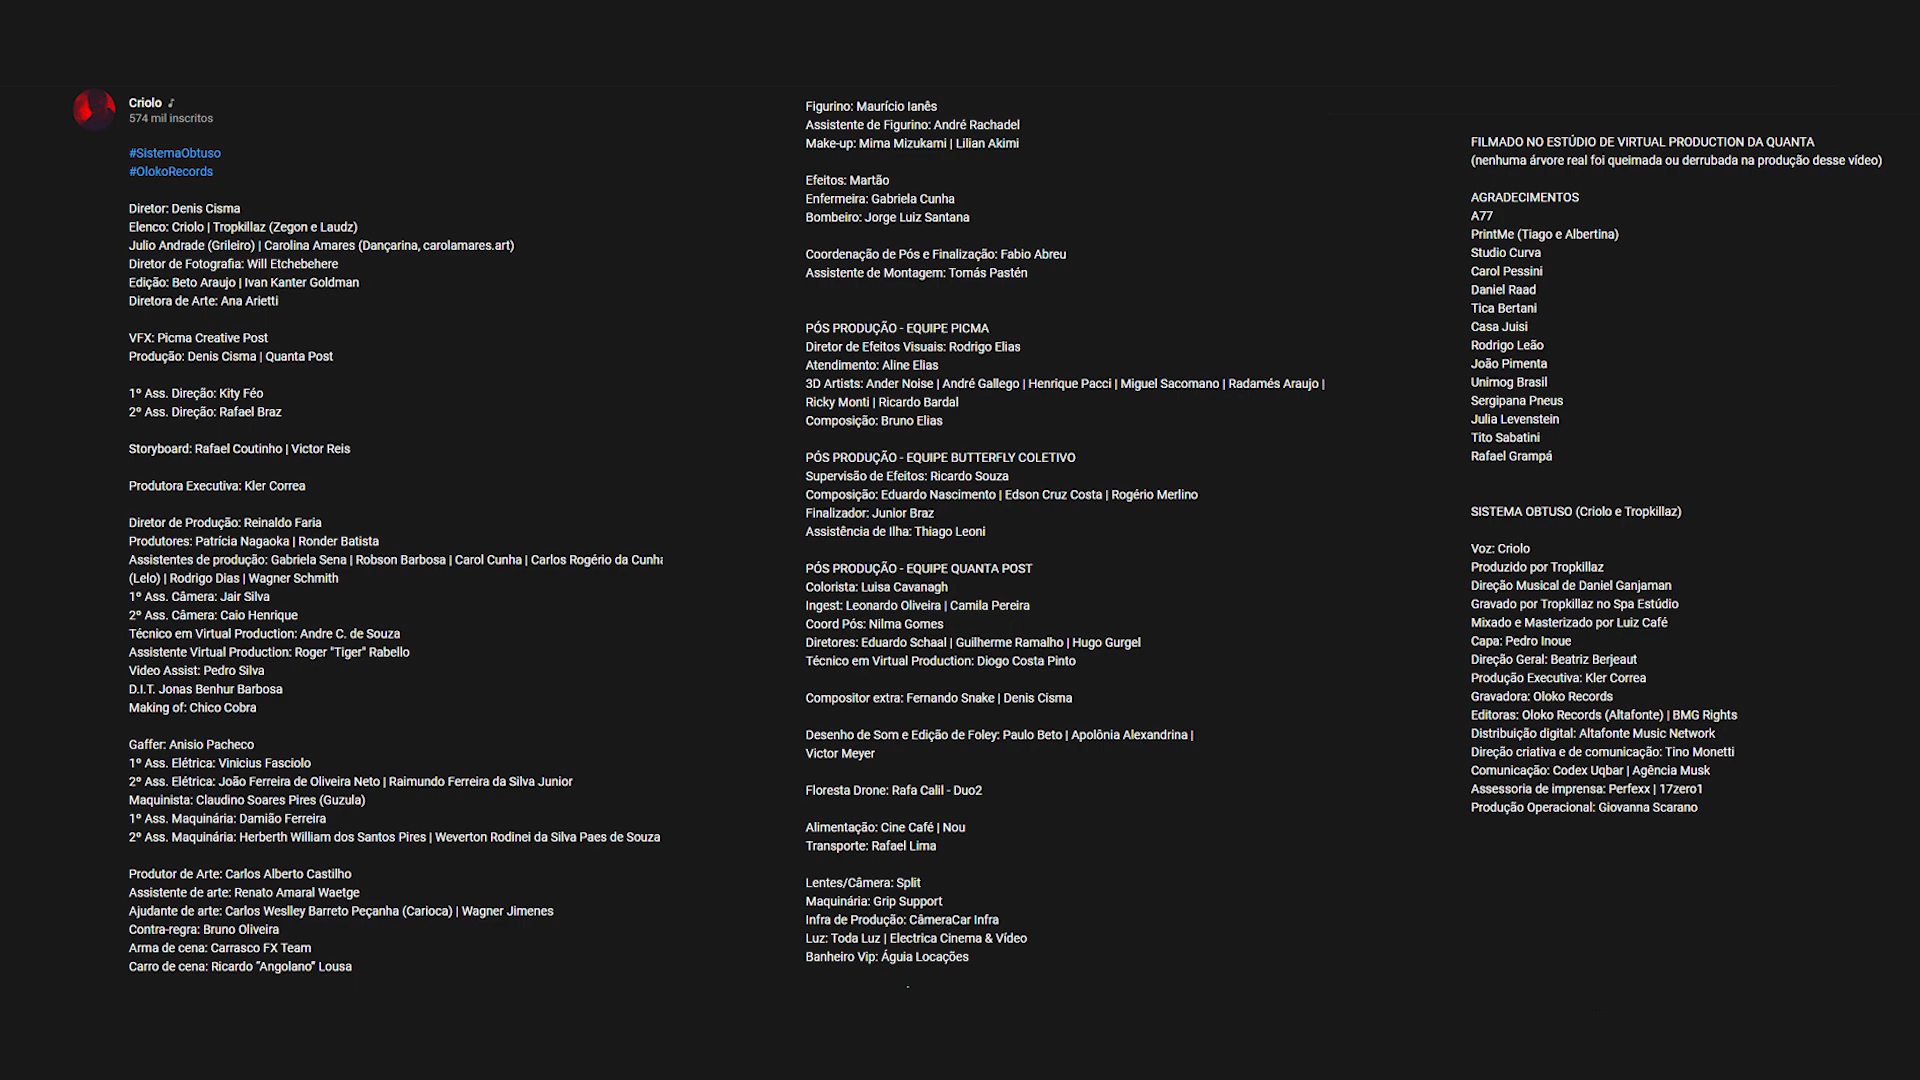 Criolo
574 mil inscritos
#SistemaObtuso
#OlokoRecords
Diretor: Denis Cisma
Elenco: Criolo | Tropkillaz (Zegon e Laudz)
Julio Andrade (Grileiro) | Carolina Amares (Dançarina, carolamares.art)
Diretor de Fotografia: Will Etchebehere
Edição: Beto Araujo | Ivan Kanter Goldman
Diretora de Arte: Ana Arietti
VFX: Picma Creative Post
Produção: Denis Cisma | Quanta Post
1º Ass. Direção: Kity Féo
2º Ass. Direção: Rafael Braz
Storyboard: Rafael Coutinho | Victor Reis
Produtora Executiva: Kler Correa
Diretor de Produção: Reinaldo Faria
Produtores: Patrícia Nagaoka | Ronder Batista
Assistentes de produção: Gabriela Sena | Robson Barbosa | Carol Cunha | Carlos Rogério da Cunha
(Lelo) | Rodrigo Dias | Wagner Schmith
1º Ass. Câmera: Jair Silva
2º Ass. Câmera: Caio Henrique
Técnico em Virtual Production: Andre C. de Souza
Assistente Virtual Production: Roger "Tiger" Rabello
Video Assist: Pedro Silva
D.I.T. Jonas Benhur Barbosa
Making of: Chico Cobra
Gaffer: Anisio Pacheco
1º Ass. Elétrica: Vinicius Fasciolo
2º Ass. Elétrica: João Ferreira de Oliveira Neto | Raimundo Ferreira da Silva Junior
Maquinista: Claudino Soares Pires (Guzula)
1º Ass. Maquinária: Damião Ferreira
2º Ass. Maquinária: Herberth William dos Santos Pires | Weverton Rodinei da Silva Paes de Souza
Produtor de Arte: Carlos Alberto Castilho
Assistente de arte: Renato Amaral Waetge
Ajudante de arte: Carlos Weslley Barreto Peçanha (Carioca) | Wagner Jimenes
Contra-regra: Bruno Oliveira
Arma de cena: Carrasco FX Team
Carro de cena: Ricardo “Angolano” Lousa
Figurino: Maurício Ianês
Assistente de Figurino: André Rachadel
Make-up: Mima Mizukami | Lilian Akimi
Efeitos: Martão
Enfermeira: Gabriela Cunha
Bombeiro: Jorge Luiz Santana
Coordenação de Pós e Finalização: Fabio Abreu
Assistente de Montagem: Tomás Pastén
PÓS PRODUÇÃO - EQUIPE PICMA
Diretor de Efeitos Visuais: Rodrigo Elias
Atendimento: Aline Elias
3D Artists: Ander Noise | André Gallego | Henrique Pacci | Miguel Sacomano | Radamés Araujo |
Ricky Monti | Ricardo Bardal
Composição: Bruno Elias
PÓS PRODUÇÃO - EQUIPE BUTTERFLY COLETIVO
Supervisão de Efeitos: Ricardo Souza
Composição: Eduardo Nascimento | Edson Cruz Costa | Rogério Merlino
Finalizador: Junior Braz
Assistência de Ilha: Thiago Leoni
PÓS PRODUÇÃO - EQUIPE QUANTA POST
Colorista: Luisa Cavanagh
Ingest: Leonardo Oliveira | Camila Pereira
Coord Pós: Nilma Gomes
Diretores: Eduardo Schaal | Guilherme Ramalho | Hugo Gurgel
Técnico em Virtual Production: Diogo Costa Pinto
Compositor extra: Fernando Snake | Denis Cisma
Desenho de Som e Edição de Foley: Paulo Beto | Apolônia Alexandrina |
Victor Meyer
Floresta Drone: Rafa Calil - Duo2
Alimentação: Cine Café | Nou
Transporte: Rafael Lima
Lentes/Câmera: Split
Maquinária: Grip Support
Infra de Produção: CâmeraCar Infra
Luz: Toda Luz | Electrica Cinema & Vídeo
Banheiro Vip: Águia Locações
.
FILMADO NO ESTÚDIO DE VIRTUAL PRODUCTION DA QUANTA
(nenhuma árvore real foi queimada ou derrubada na produção desse vídeo)
AGRADECIMENTOS
A77
PrintMe (Tiago e Albertina)
Studio Curva
Carol Pessini
Daniel Raad
Tica Bertani
Casa Juisi
Rodrigo Leão
João Pimenta
Unimog Brasil
Sergipana Pneus
Julia Levenstein
Tito Sabatini
Rafael Grampá
SISTEMA OBTUSO (Criolo e Tropkillaz)
Voz: Criolo
Produzido por Tropkillaz
Direção Musical de Daniel Ganjaman
Gravado por Tropkillaz no Spa Estúdio
Mixado e Masterizado por Luiz Café
Capa: Pedro Inoue
Direção Geral: Beatriz Berjeaut
Produção Executiva: Kler Correa
Gravadora: Oloko Records
Editoras: Oloko Records (Altafonte) | BMG Rights
Distribuição digital: Altafonte Music Network
Direção criativa e de comunicação: Tino Monetti
Comunicação: Codex Uqbar | Agência Musk
Assessoria de imprensa: Perfexx | 17zero1
Produção Operacional: Giovanna Scarano